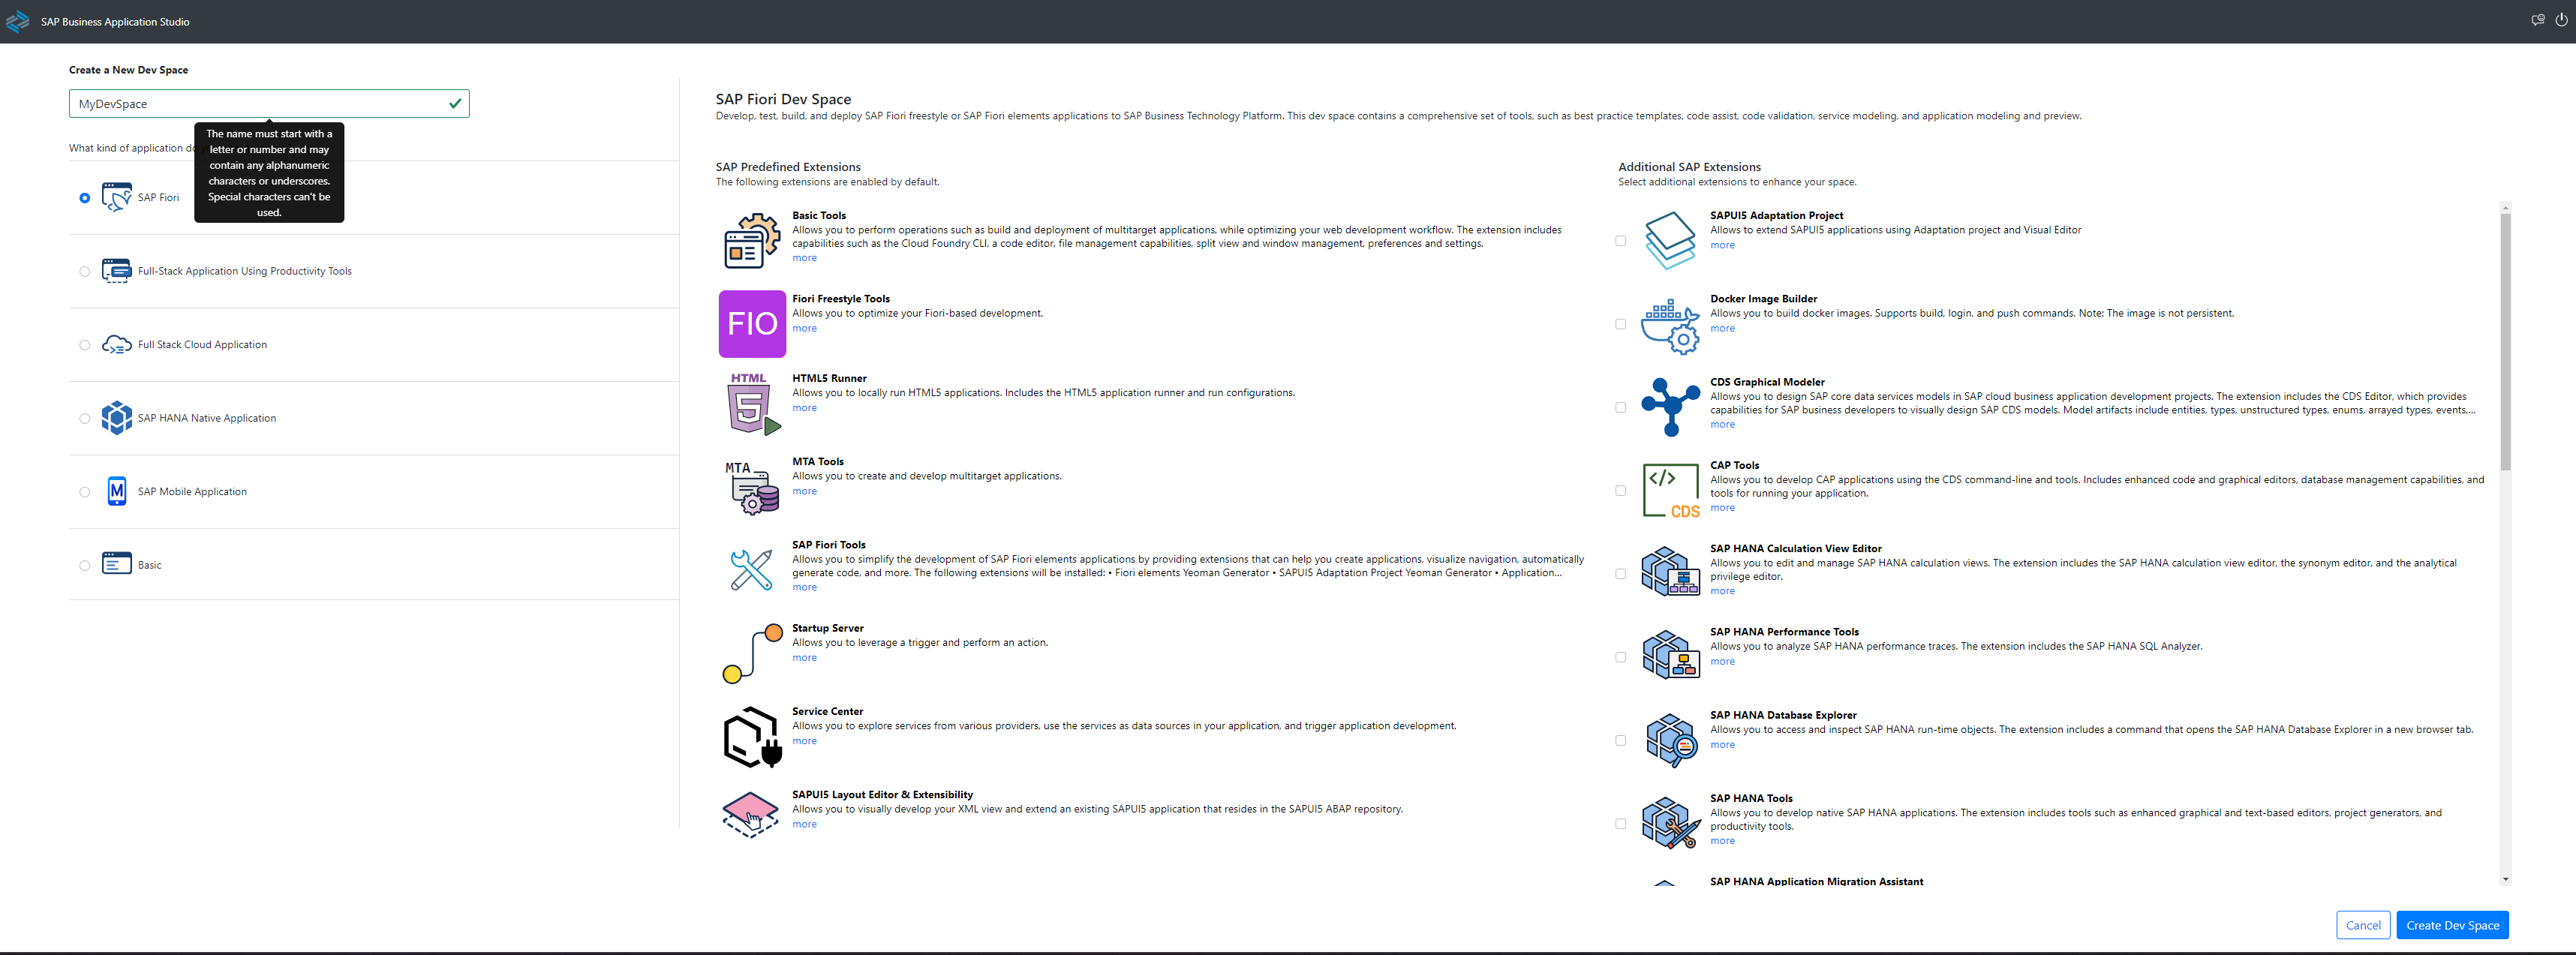 SAP Business Application Studio
Create a New Dev Space
MyDevSpace
The name must start with a
letter or number and may
contain any alphanumeric
characters or underscores.
Special characters can't be
used.
What kind of application do
SAP Fiori
Full-Stack Application Using Productivity Tools
Full Stack Cloud Application
SAP HANA Native Application
SAP Mobile Application
Basic
SAP Fiori Dev Space
Develop, test, build, and deploy SAP Fiori freestyle or SAP Fiori elements applications to SAP Business Technology Platform. This dev space contains a comprehensive set of tools, such as best practice templates, code assist, code validation, service modeling, and application modeling and preview.
SAP Predefined Extensions
The following extensions are enabled by default.
Basic Tools
Allows you to perform operations such as build and deployment of multitarget applications, while optimizing your web development workflow. The extension includes
capabilities such as the Cloud Foundry CLI, a code editor, file management capabilities, split view and window management, preferences and settings.
more
FIO
Fiori Freestyle Tools
Allows you to optimize your Fiori-based development.
more
HTML
5
HTML5 Runner
Allows you to locally run HTML5 applications. Includes the HTML5 application runner and run configurations.
more
MTA
MTA Tools
Allows you to create and develop multitarget applications.
more
SAP Fiori Tools
Allows you to simplify the development of SAP Fiori elements applications by providing extensions that can help you create applications, visualize navigation, automatically
generate code, and more. The following extensions will be installed: • Fiori elements Yeoman Generator • SAPUI5 Adaptation Project Yeoman Generator • Application...
more
Startup Server
Allows you to leverage a trigger and perform an action.
more
Service Center
Allows you to explore services from various providers, use the services as data sources in your application, and trigger application development.
more
SAPUI5 Layout Editor & Extensibility
Allows you to visually develop your XML view and extend an existing SAPUI5 application that resides in the SAPUI5 ABAP repository.
more
Additional SAP Extensions
Select additional extensions to enhance your space.
SAPUI5 Adaptation Project
Allows to extend SAPUI5 applications using Adaptation project and Visual Editor
more
Docker Image Builder
Allows you to build docker images. Supports build, login, and push commands. Note: The image is not persistent.
more
CDS Graphical Modeler
Allows you to design SAP core data services models in SAP cloud business application development projects. The extension includes the CDS Editor, which provides
capabilities for SAP business developers to visually design SAP CDS models. Model artifacts include entities, types, unstructured types, enums, arrayed types, events,...
more
</>
CDS
CAP Tools
Allows you to develop CAP applications using the CDS command-line and tools. Includes enhanced code and graphical editors, database management capabilities, and
tools for running your application.
more
SAP HANA Calculation View Editor
Allows you to edit and manage SAP HANA calculation views. The extension includes the SAP HANA calculation view editor, the synonym editor, and the analytical
privilege editor.
more
SAP HANA Performance Tools
Allows you to analyze SAP HANA performance traces. The extension includes the SAP HANA SQL Analyzer.
more
SAP HANA Database Explorer
Allows you to access and inspect SAP HANA run-time objects. The extension includes a command that opens the SAP HANA Database Explorer in a new browser tab.
more
SAP HANA Tools
Allows you to develop native SAP HANA applications. The extension includes tools such as enhanced graphical and text-based editors, project generators, and
productivity tools.
more
SAP HANA Application Migration Assistant
Cancel
Create Dev Space